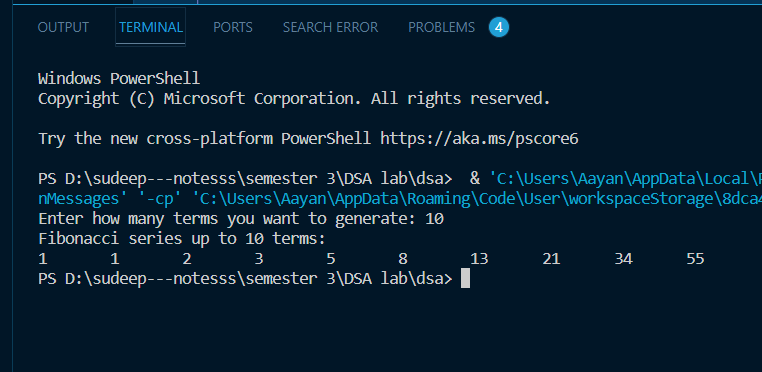 OUTPUT TERMINAL PORTS SEARCH ERROR PROBLEMS 4
Windows PowerShell
Copyright (C) Microsoft Corporation. All rights reserved.
Try the new cross-platform PowerShell https://aka.ms/pscore6
PS D:\sudeep---notesss\semester 3\DSA lab\dsa> & 'C:\Users\Aayan\AppData\Local\
nMessages' '-cp' 'C:\Users\Aayan\AppData\Roaming\Code\User\workspaceStorage\8dca4
Enter how many terms you want to generate: 10
Fibonacci series up to 10 terms:
1 1 2 3 5 8 13 21 34 55
PS D:\sudeep---notesss\semester 3\DSA lab\dsa>